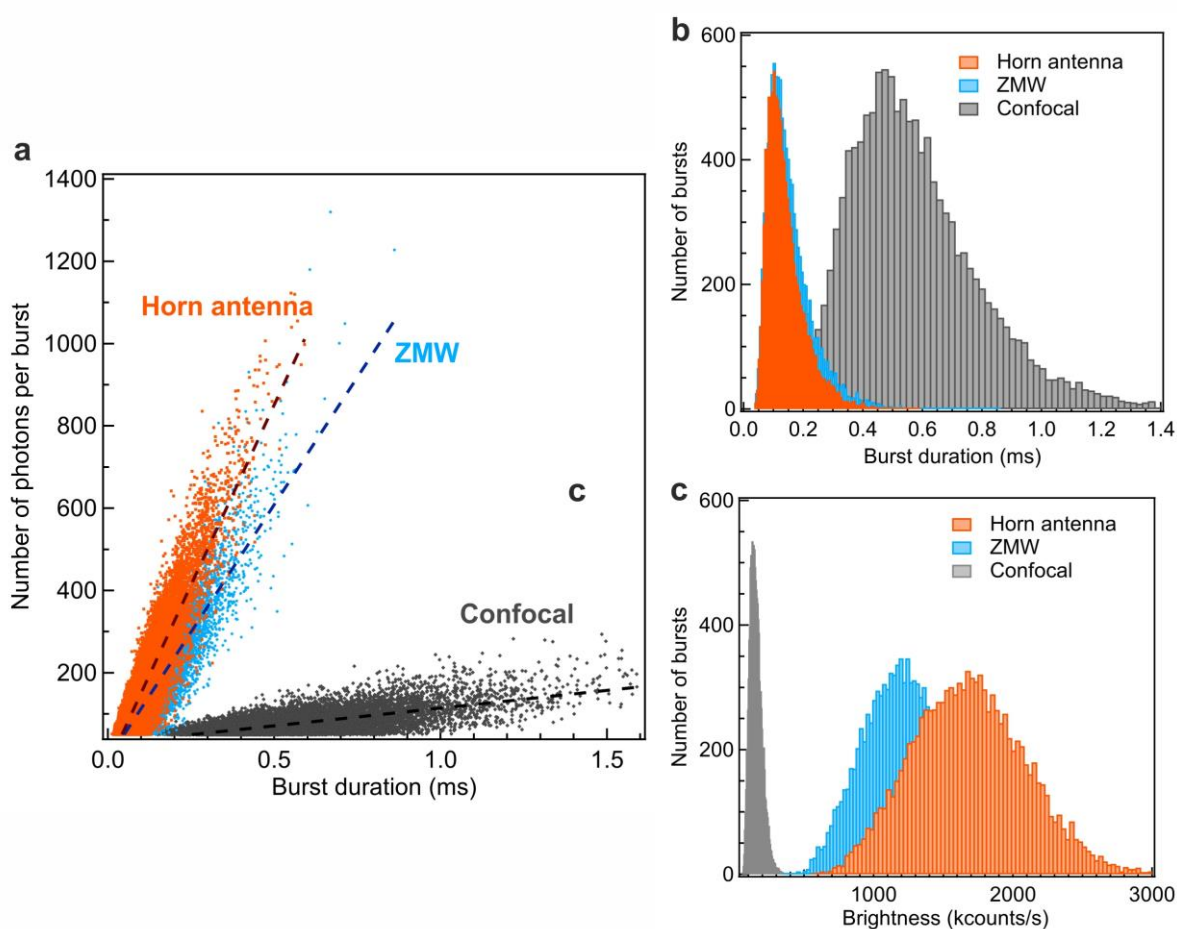 a
1400
1200
1000
800
600
400
200
0.0 0.5 1.0 1.5
Number of photons per burst
Burst duration (ms)
Horn antenna
ZMW
c
Confocal
b
600
400
200
0
0.0 0.2 0.4 0.6 0.8 1.0 1.2 1.4
Number of bursts
Burst duration (ms)
Horn antenna
ZMW
Confocal
c
600
400
200
0
1000 2000 3000
Number of bursts
Brightness (kcounts/s)
Horn antenna
ZMW
Confocal